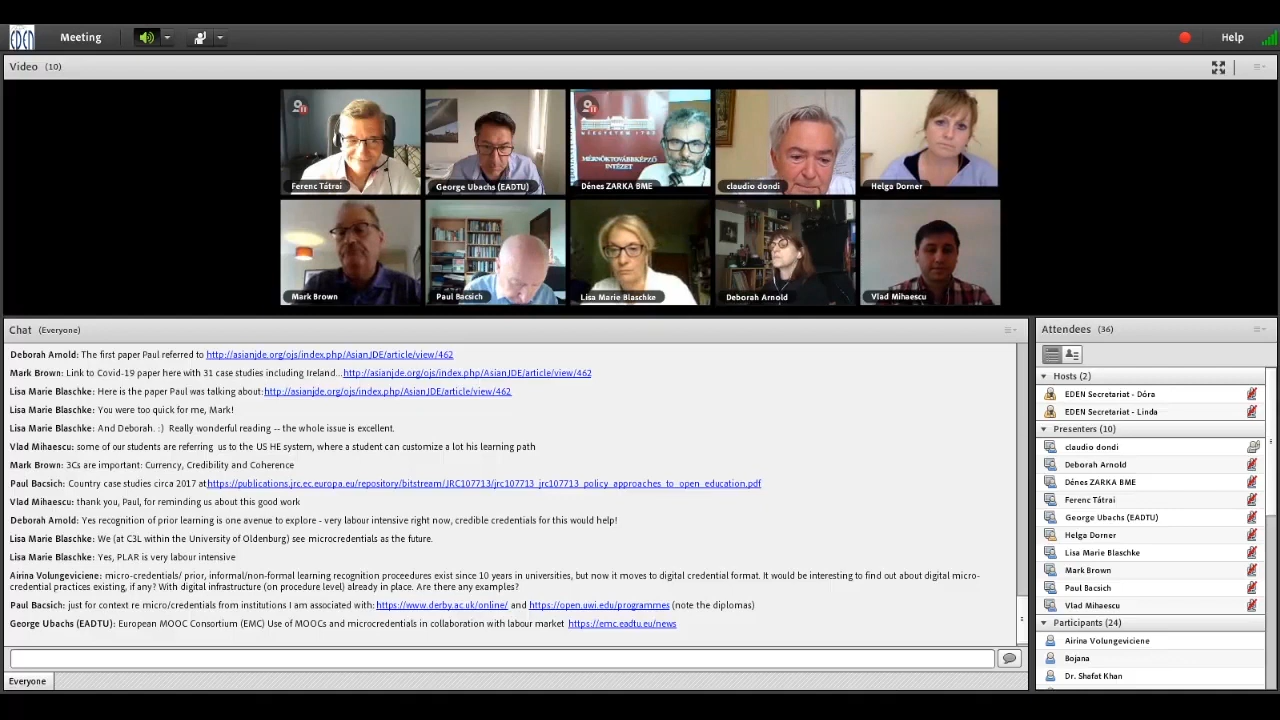 EDEN
Meeting
Help
Video (10)
MÉRNÖKTOVÁBBKÉPZŐ
INTÉZET
Ferenc Tátrai
George Ubachs (EADTU)
Dénes ZARKA BME
claudio dondi
Helga Dorner
Mark Brown
Paul Bacsich
Lisa Marie Blaschke
Deborah Arnold
Vlad Mihaescu
Chat (Everyone)
Deborah Arnold: The first paper Paul referred to http://asianjde.org/ojs/index.php/AsianJDE/article/view/462
Mark Brown: Link to Covid-19 paper here with 31 case studies including Ireland...http://asianjde.org/ojs/index.php/AsianJDE/article/view/462
Lisa Marie Blaschke: Here is the paper Paul was talking about:http://asianjde.org/ojs/index.php/AsianJDE/article/view/462
Lisa Marie Blaschke: You were too quick for me, Mark!
Lisa Marie Blaschke: And Deborah. :) Really wonderful reading -- the whole issue is excellent.
Vlad Mihaescu: some of our students are referring us to the US HE system, where a student can customize a lot his learning path
Mark Brown: 3Cs are important: Currency, Credibility and Coherence
Paul Bacsich: Country case studies circa 2017 athttps://publications.jrc.ec.europa.eu/repository/bitstream/JRC107713/jrc107713_jrc107713_policy_approaches_to_open_education.pdf
Vlad Mihaescu: thank you, Paul, for reminding us about this good work
Deborah Arnold: Yes recognition of prior learning is one avenue to explore - very labour intensive right now, credible credentials for this would help!
Lisa Marie Blaschke: We (at C3L within the University of Oldenburg) see microcredentials as the future.
Lisa Marie Blaschke: Yes, PLAR is very labour intensive
Airina Volungeviciene: micro-credentials/ prior, informal/non-formal learning recognition proceedures exist since 10 years in universities, but now it moves to digital credential format. It would be interesting to find out about digital micro-
credential practices existing, if any? With digital infrastructure (on procedure level) already in place. Are there any examples?
Paul Bacsich: just for context re micro/credentials from institutions I am associated with: https://www.derby.ac.uk/online/ and https://open.uwi.edu/programmes (note the diplomas)
George Ubachs (EADTU): European MOOC Consortium (EMC) Use of MOOCs and microcredentials in collaboration with labour market https://emc.eadtu.eu/news
Everyone
Attendees (36)
Hosts (2)
EDEN Secretariat - Dóra
EDEN Secretariat - Linda
Presenters (10)
claudio dondi
Deborah Arnold
Dénes ZARKA BME
Ferenc Tátrai
George Ubachs (EADTU)
Helga Dorner
Lisa Marie Blaschke
Mark Brown
Paul Bacsich
Vlad Mihaescu
Participants (24)
Airina Volungeviciene
Bojana
Dr. Shafat Khan